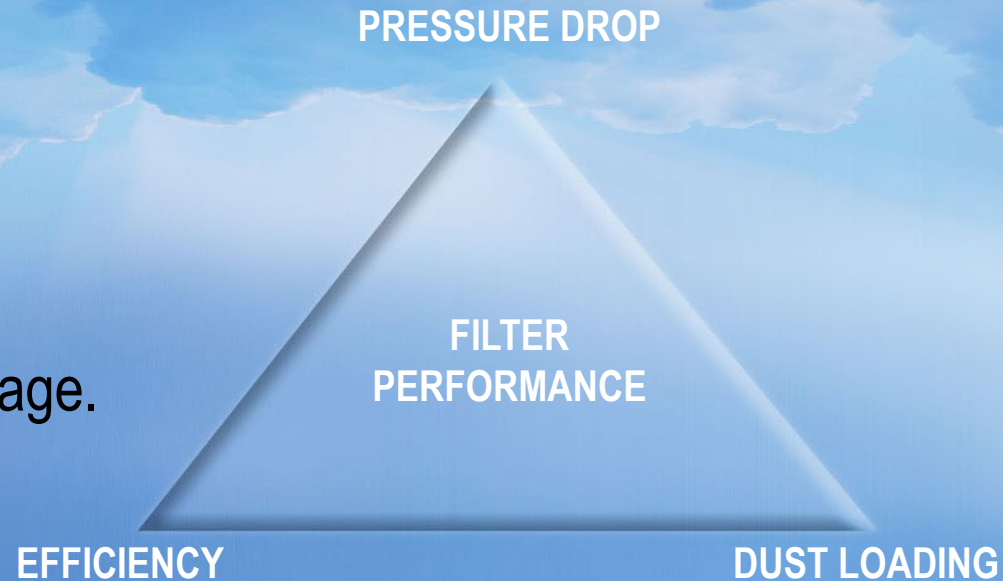 PRESSURE DROP
FILTER
PERFORMANCE
age.
EFFICIENCY
DUST LOADING